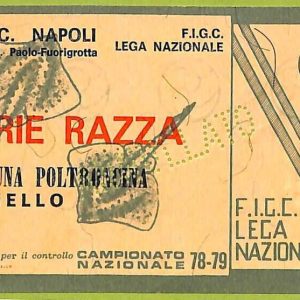 C. NAPOLI
Paolo-Fuorigrotta
F.I.G.C.
LEGA NAZIONALE
RIE RAZZA
UNA POLTRONCINA
ELLO
per il controllo CAMPIONATO NAZIONALE 78-79
F.I.G.C.
LEGA
NAZION